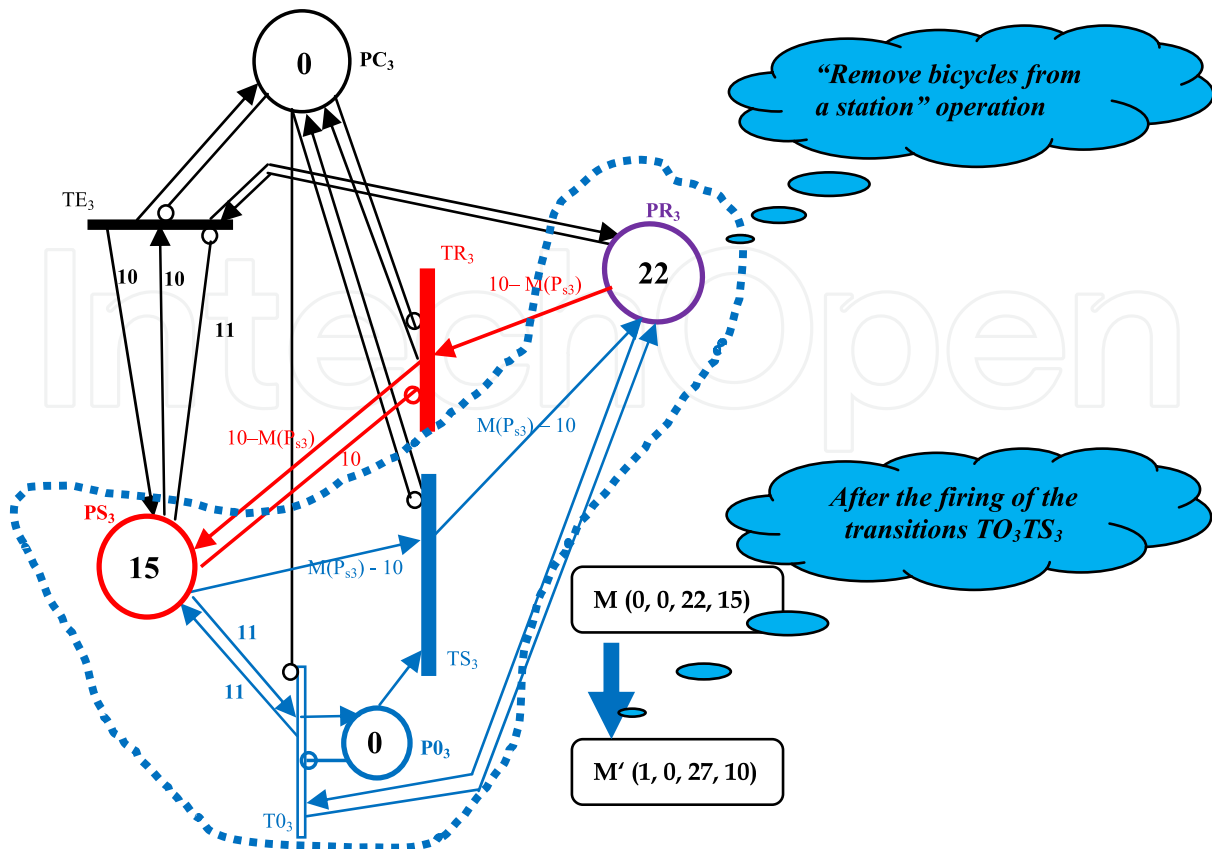 0
PC₃
“Remove bicycles from
a station” operation
TE₃
PR₃
22
TR₃
10– M(Pₛ₃)
10
10
11
IntechOpen
10–M(Pₛ₃)
10
M(Pₛ₃) – 10
After the firing of the
transitions TO₃TS₃
PS₃
15
M(Pₛ₃) - 10
M (0, 0, 22, 15)
11
11
TS₃
0
P0₃
M‘ (1, 0, 27, 10)
T0₃